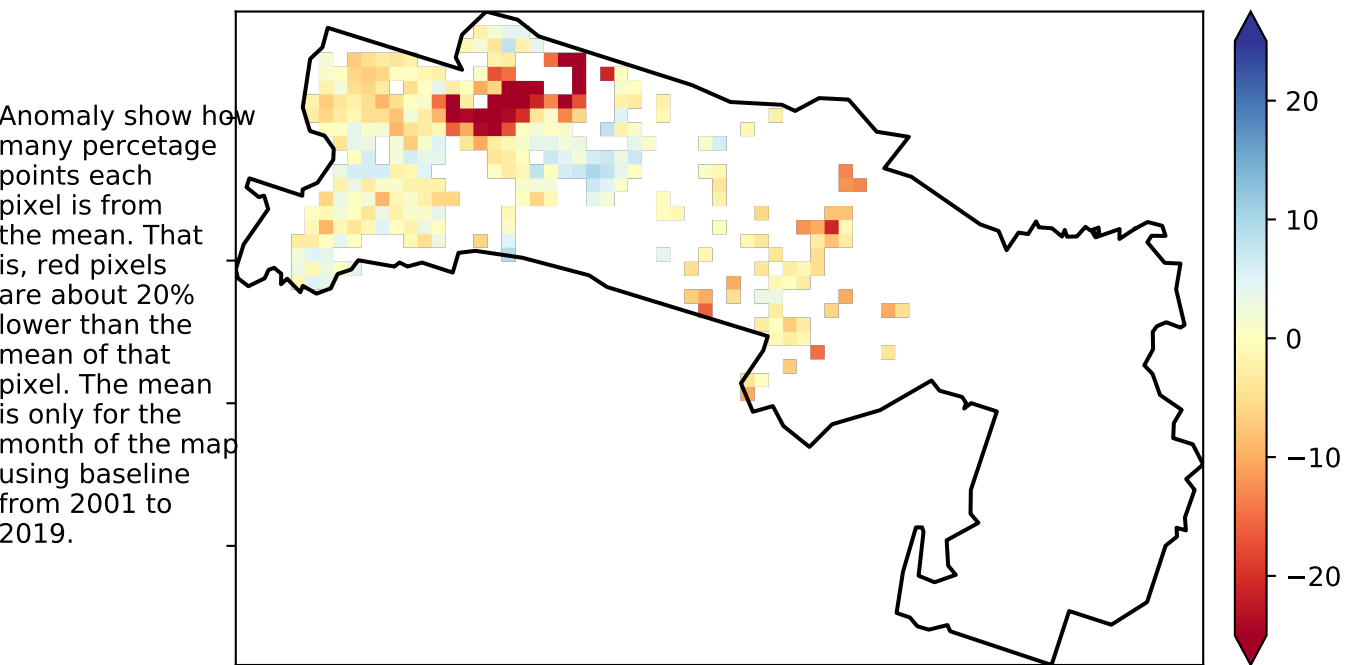 Anomaly show how
many percetage
points each
pixel is from
the mean. That
is, red pixels
are about 20%
lower than the
mean of that
pixel. The mean
is only for the
month of the map
using baseline
from 2001 to
2019.
20
10
0
−10
−20